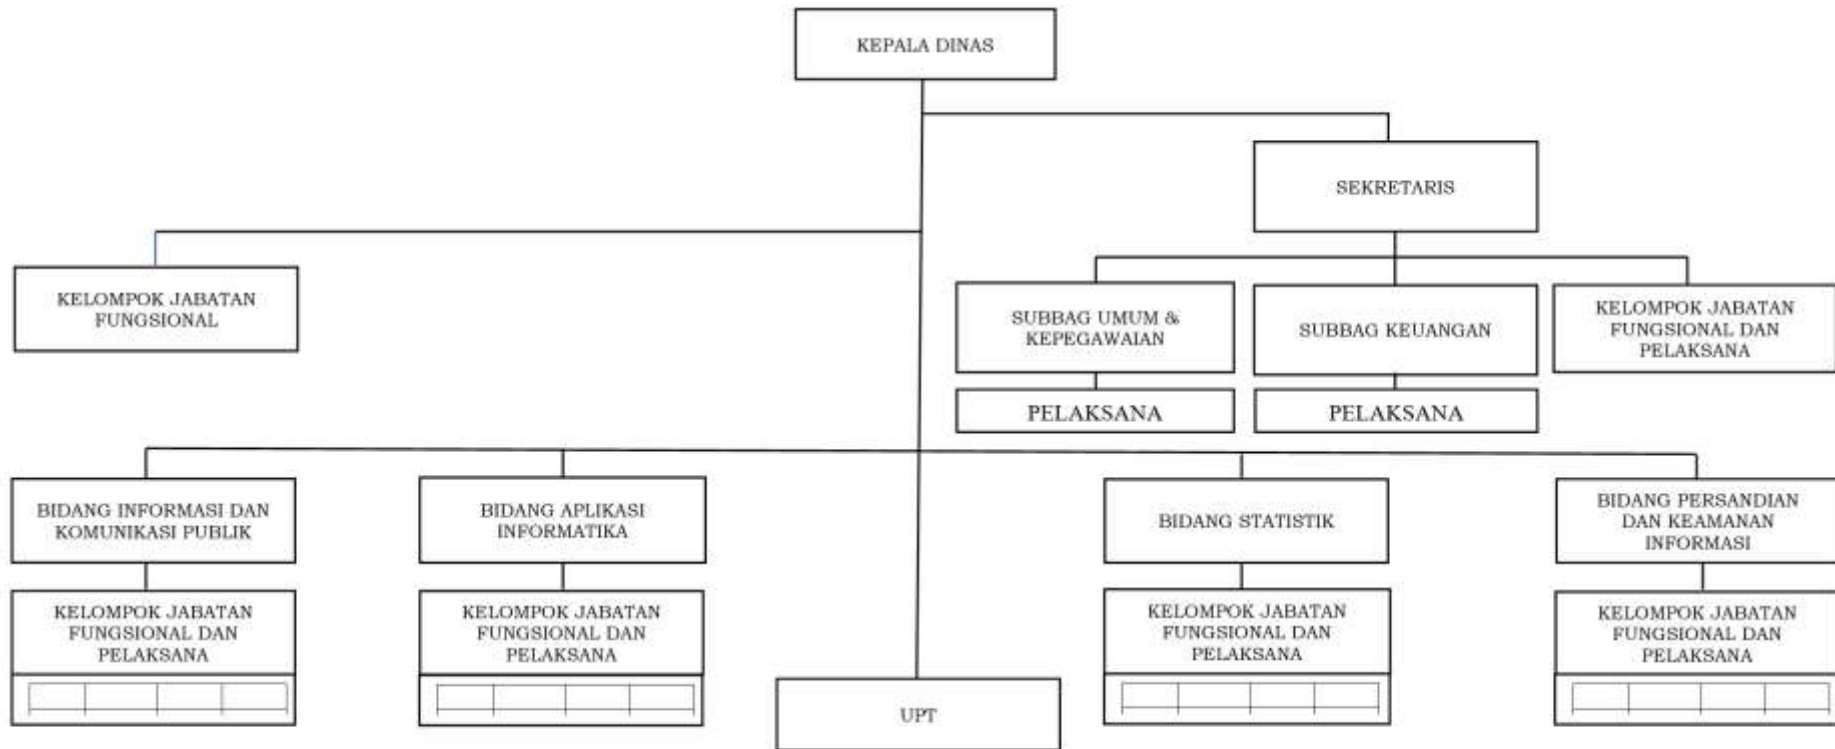 KEPALA DINAS
SEKRETARIS
KELOMPOK JABATAN
FUNGSIONAL
SUBBAG UMUM &
KEPEGAWAIAN
SUBBAG KEUANGAN
KELOMPOK JABATAN
FUNGSIONAL DAN
PELAKSANA
PELAKSANA
PELAKSANA
BIDANG INFORMASI DAN
KOMUNIKASI PUBLIK
BIDANG APLIKASI
INFORMATIKA
BIDANG STATISTIK
BIDANG PERSANDIAN
DAN KEAMANAN
INFORMASI
KELOMPOK JABATAN
FUNGSIONAL DAN
PELAKSANA
KELOMPOK JABATAN
FUNGSIONAL DAN
PELAKSANA
KELOMPOK JABATAN
FUNGSIONAL DAN
PELAKSANA
KELOMPOK JABATAN
FUNGSIONAL DAN
PELAKSANA
UPT